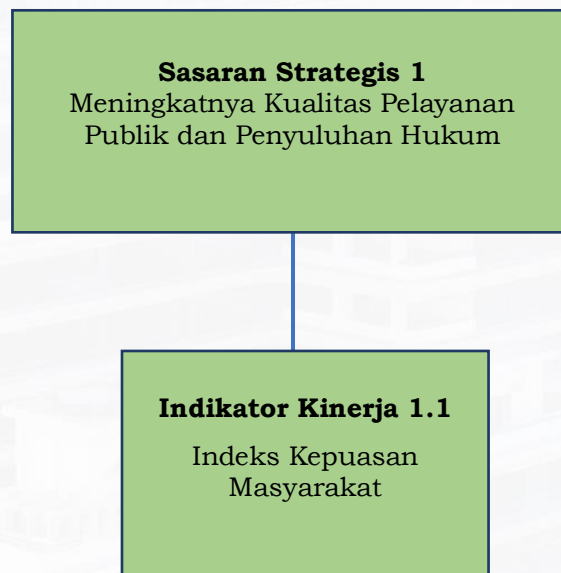 Sasaran Strategis 1
Meningkatnya Kualitas Pelayanan
Publik dan Penyuluhan Hukum
Indikator Kinerja 1.1
Indeks Kepuasan
Masyarakat